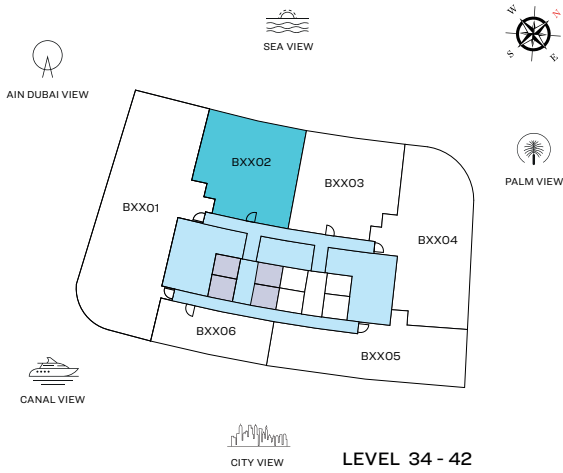 W
N
S
E
SEA VIEW
AIN DUBAI VIEW
PALM VIEW
BXX02
BXX03
BXX01
BXX04
BXX06
BXX05
CANAL VIEW
CITY VIEW
LEVEL 34 - 42